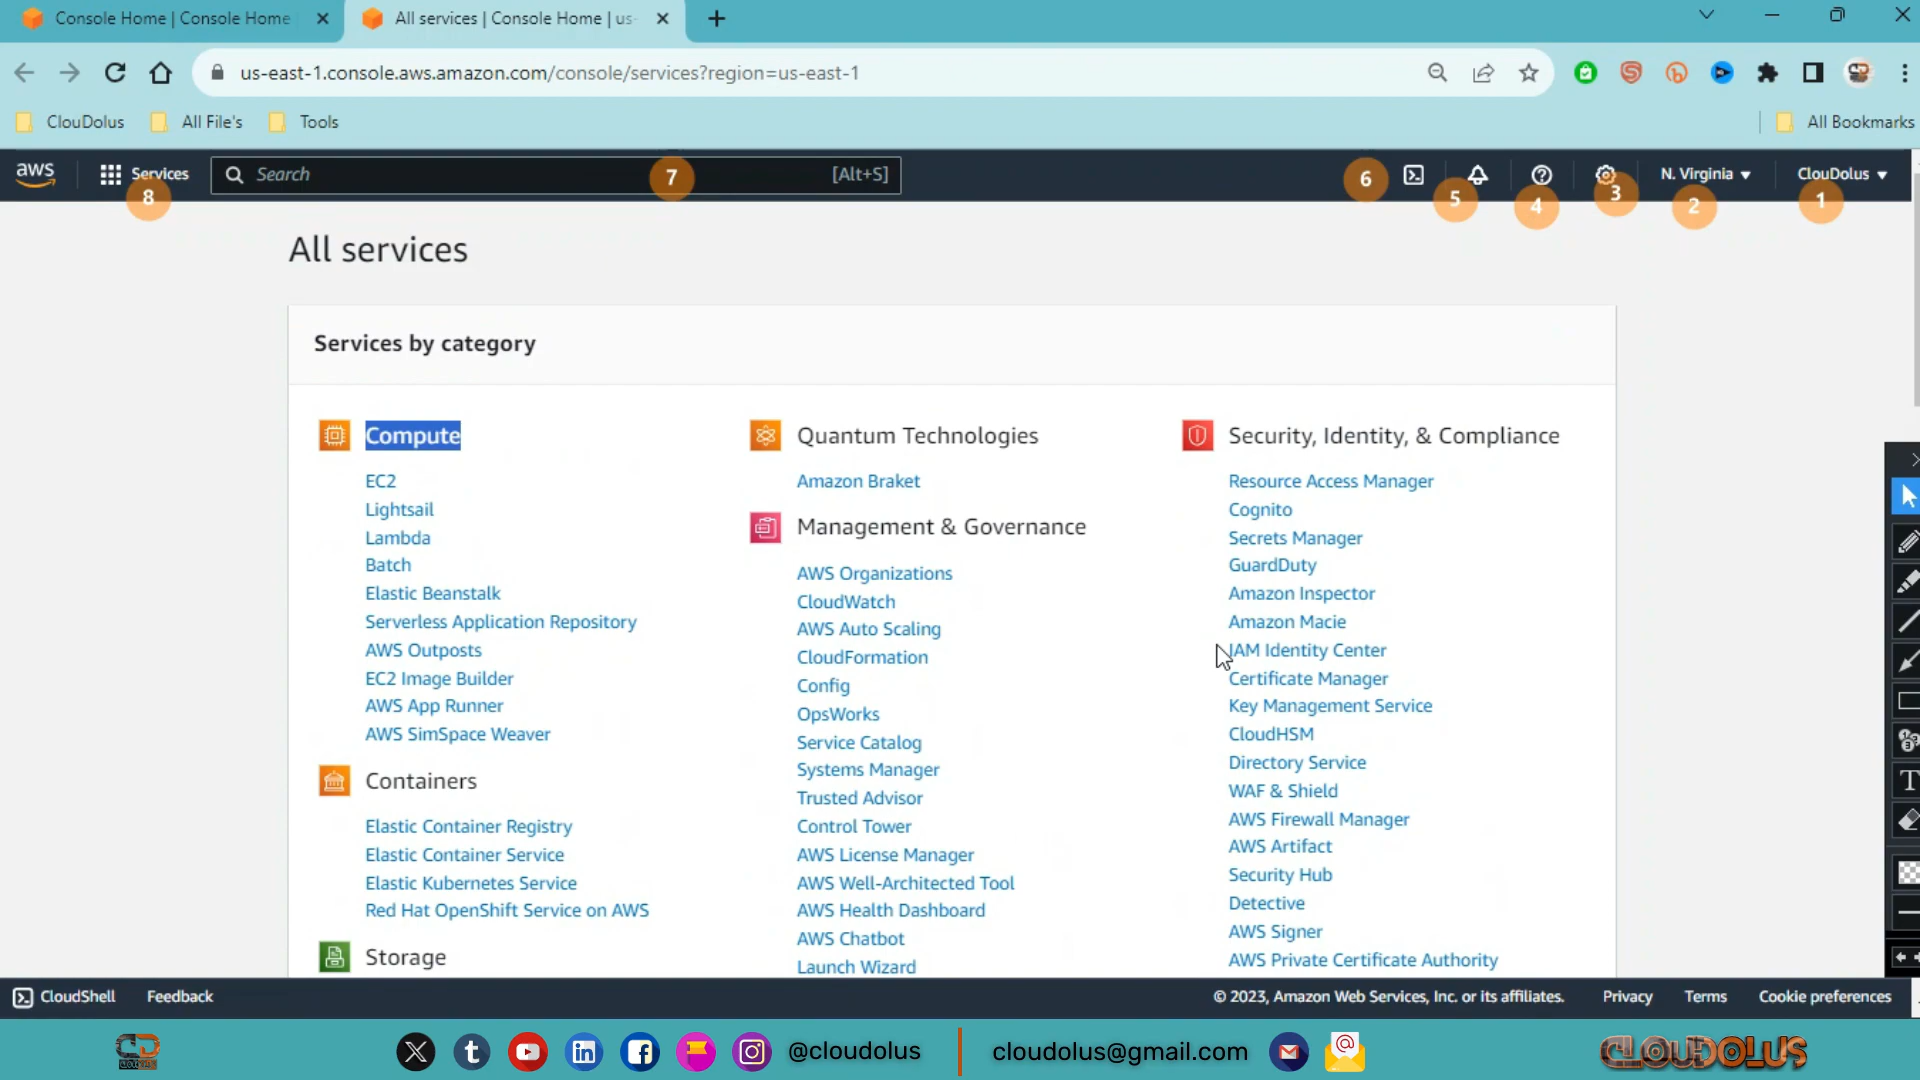 Console Home | Console Home
All services | Console Home | us-
us-east-1.console.aws.amazon.com/console/services?region=us-east-1
ClouDolus
All File's
Tools
All Bookmarks
aws
Services
Search
[Alt+S]
N. Virginia
ClouDolus
8
7
6
5
4
3
2
1
All services
Services by category
Compute
EC2
Lightsail
Lambda
Batch
Elastic Beanstalk
Serverless Application Repository
AWS Outposts
EC2 Image Builder
AWS App Runner
AWS SimSpace Weaver
Containers
Elastic Container Registry
Elastic Container Service
Elastic Kubernetes Service
Red Hat OpenShift Service on AWS
Storage
Quantum Technologies
Amazon Braket
Management & Governance
AWS Organizations
CloudWatch
AWS Auto Scaling
CloudFormation
Config
OpsWorks
Service Catalog
Systems Manager
Trusted Advisor
Control Tower
AWS License Manager
AWS Well-Architected Tool
AWS Health Dashboard
AWS Chatbot
Launch Wizard
Security, Identity, & Compliance
Resource Access Manager
Cognito
Secrets Manager
GuardDuty
Amazon Inspector
Amazon Macie
IAM Identity Center
Certificate Manager
Key Management Service
CloudHSM
Directory Service
WAF & Shield
AWS Firewall Manager
AWS Artifact
Security Hub
Detective
AWS Signer
AWS Private Certificate Authority
CloudShell
Feedback
© 2023, Amazon Web Services, Inc. or its affiliates.
Privacy
Terms
Cookie preferences
@cloudolus
cloudolus@gmail.com
CLOUDOLUS